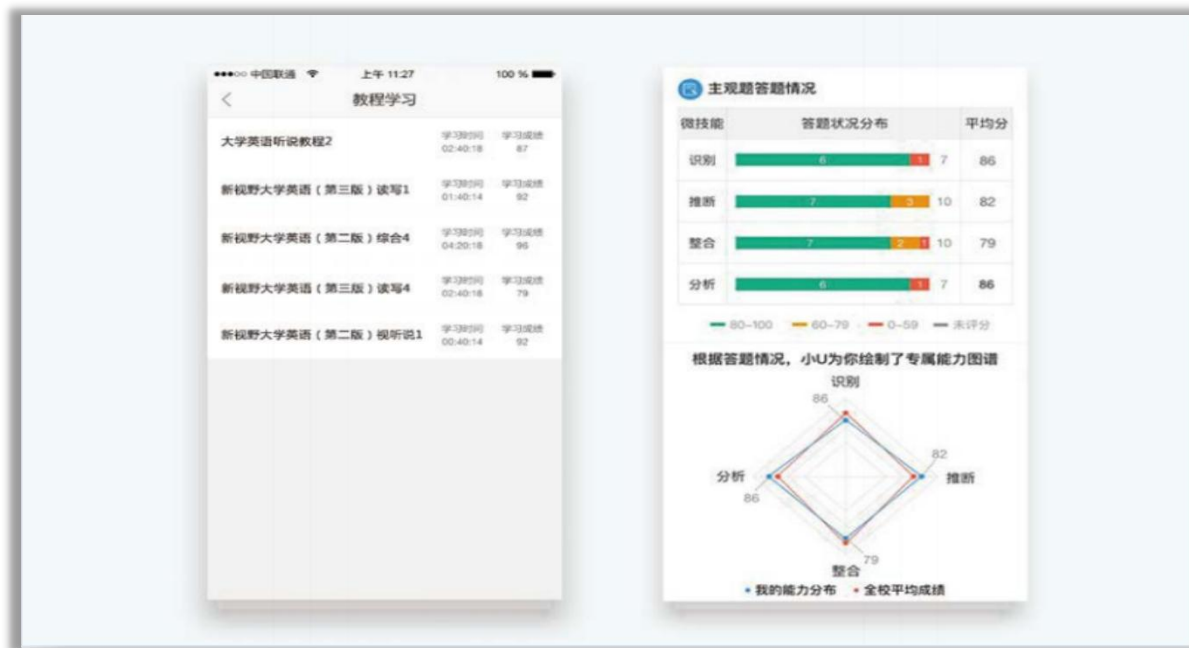 中国联通 上午 11:27 100 %
教程学习
大学英语听说教程2 学习时间 学习成绩
02:40:18 87
新视野大学英语（第三版）读写1 学习时间 学习成绩
01:40:14 92
新视野大学英语（第二版）综合4 学习时间 学习成绩
04:20:18 96
新视野大学英语（第三版）读写4 学习时间 学习成绩
02:40:18 79
新视野大学英语（第二版）视听说1 学习时间 学习成绩
00:40:14 92
主观题答题情况
微技能 答题状况分布 平均分
识别 6 1 7 86
推断 7 3 10 82
整合 7 2 1 10 79
分析 6 1 7 86
80-100 60-79 0-59 未评分
根据答题情况，小U为你绘制了专属能力图谱
识别
86
82
分析 推断
86
79
整合
我的能力分布 全校平均成绩